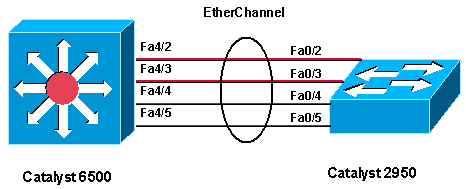 EtherChannel
Fa4/2 Fa0/2
Fa4/3 Fa0/3
Fa4/4 Fa0/4
Fa4/5 Fa0/5
Catalyst 6500 Catalyst 2950